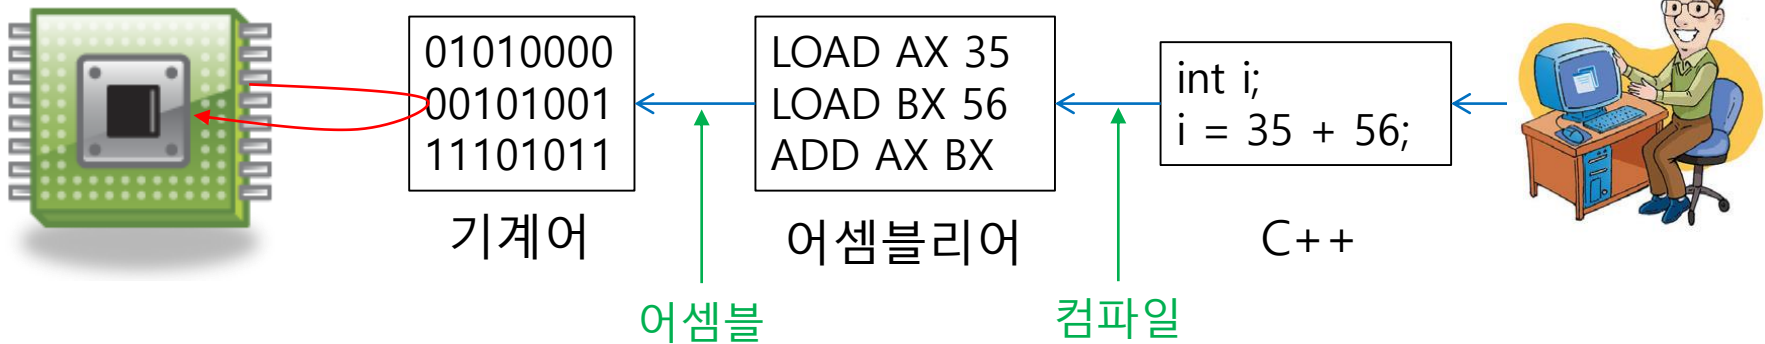 01010000
00101001
11101011
기계어
LOAD AX 35
LOAD BX 56
ADD AX BX
어셈블리어
int i;
i = 35 + 56;
C++
어셈블
컴파일